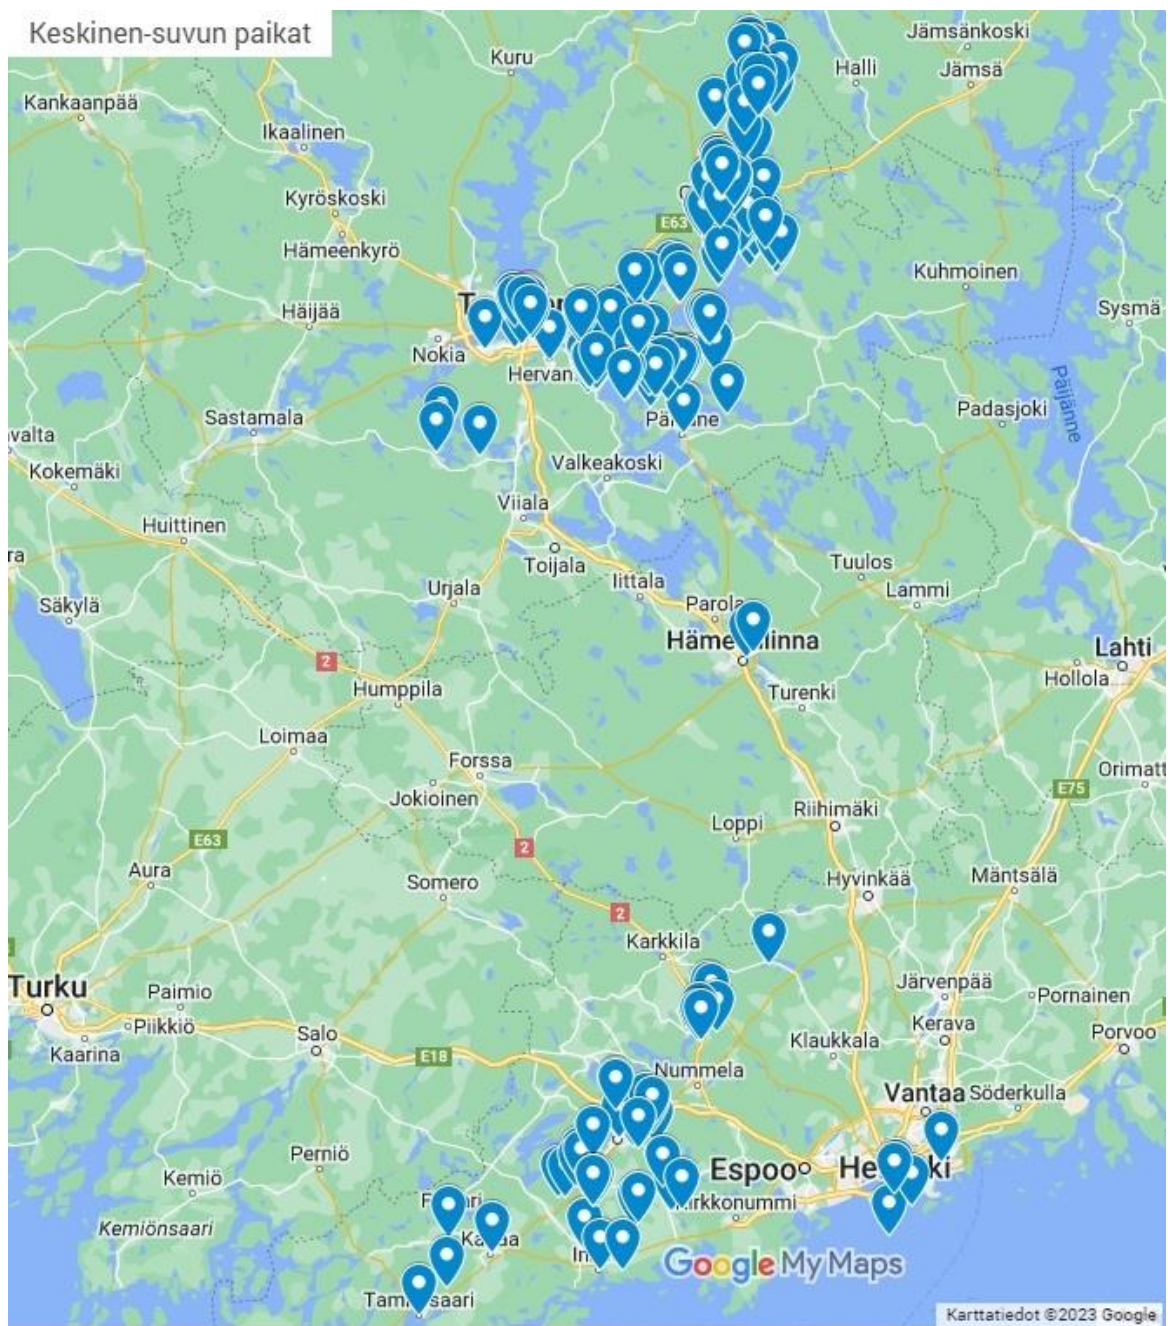 Keskinen-suvun paikat
Jämsänkoski
Kuru
Halli
Jämsä
Kankaanpää
Ikaalinen
Kyröskoski
E63
Hämeenkyrö
Kuhmoinen
Häijää
Sysmä
Nokia
Sastamala
Padasjoki
Päijänne
Kokemäki
Valkeakoski
Viiala
Huittinen
Toijala
Tuulos
Iittala
Urjala
Lammi
Säkylä
Parola
2
Lahti
Hollola
Humppila
Turenki
Loimaa
Forssa
Jokioinen
E75
Riihimäki
Loppi
E63
2
Aura
Somero
Hyvinkää
Mäntsälä
2
Karkkila
Turku
Paimio
Järvenpää
Pornainen
Piikkiö
Salo
Kerava
Porvoo
Kaarina
E18
Klaukkala
Nummela
Vantaa
Söderkulla
Perniö
Espoo
Kemiö
Kemiönsaari
Google My Maps
Karttatiedot ©2023 Google